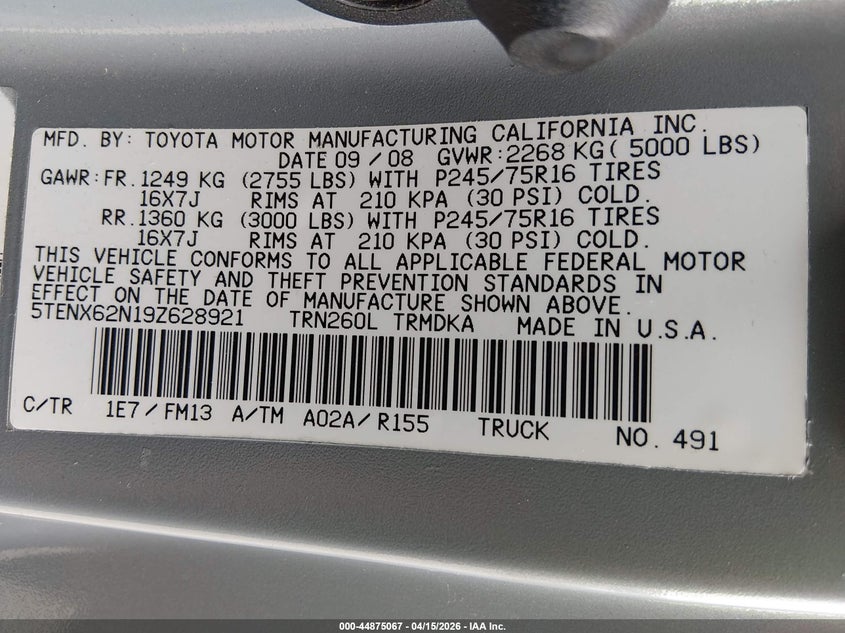 MFD. BY: TOYOTA MOTOR MANUFACTURING CALIFORNIA INC.
DATE 09 / 08 GVWR: 2268 KG ( 5000 LBS)
GAWR: FR. 1249 KG (2755 LBS) WITH P245/75R16 TIRES
16X7J RIMS AT 210 KPA (30 PSI) COLD.
RR. 1360 KG (3000 LBS) WITH P245/75R16 TIRES
16X7J RIMS AT 210 KPA (30 PSI) COLD.
THIS VEHICLE CONFORMS TO ALL APPLICABLE FEDERAL MOTOR
VEHICLE SAFETY AND THEFT PREVENTION STANDARDS IN
EFFECT ON THE DATE OF MANUFACTURE SHOWN ABOVE.
5TENX62N19Z628921 TRN260L TRMDKA MADE IN U.S.A.
C/TR 1E7 / FM13 A/TM A02A / R155 TRUCK NO. 491
000-44875067 - 04/15/2026 - IAA Inc.